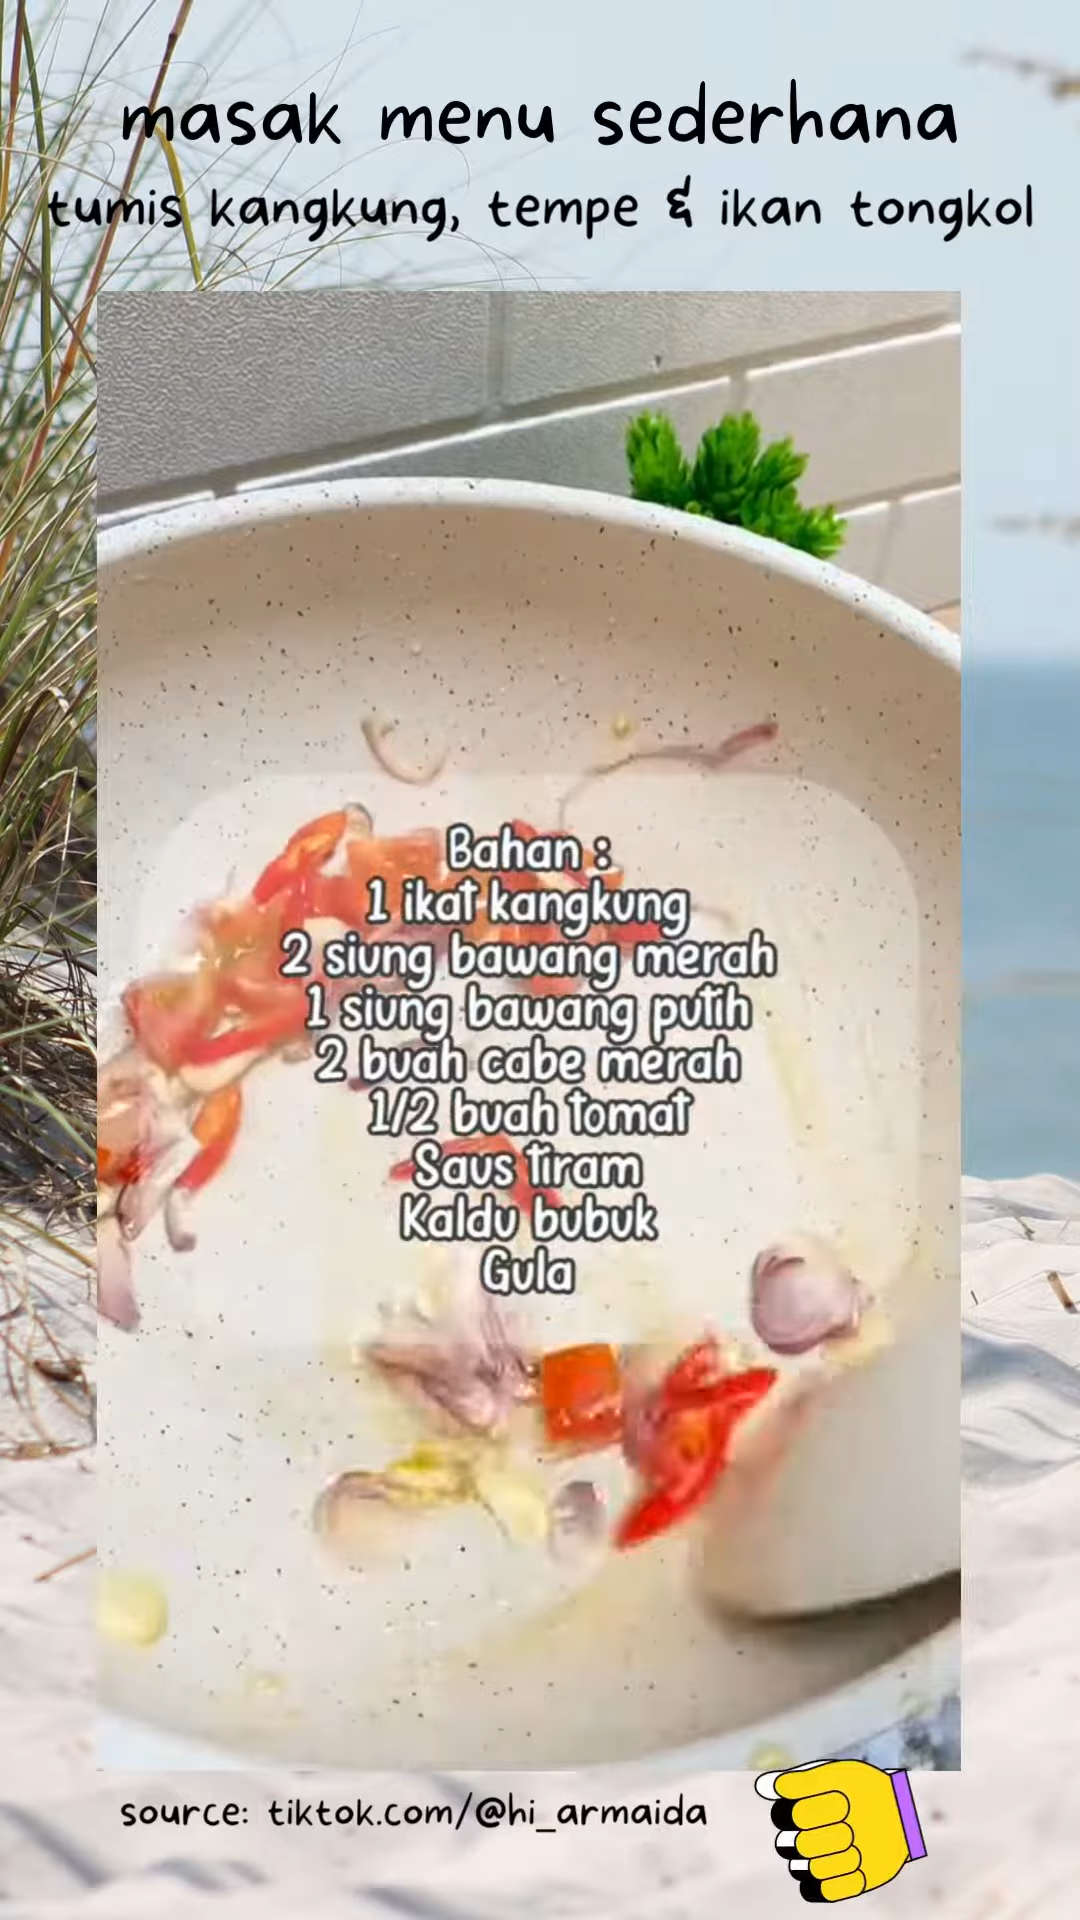 masak menu sederhana
tumis kangkung, tempe & ikan tongkol
Bahan :
1 ikat kangkung
2 siung bawang merah
1 siung bawang putih
2 buah cabe merah
1/2 buah tomat
Saus tiram
Kaldu bubuk
Gula
source: tiktok.com/@hi_armaida